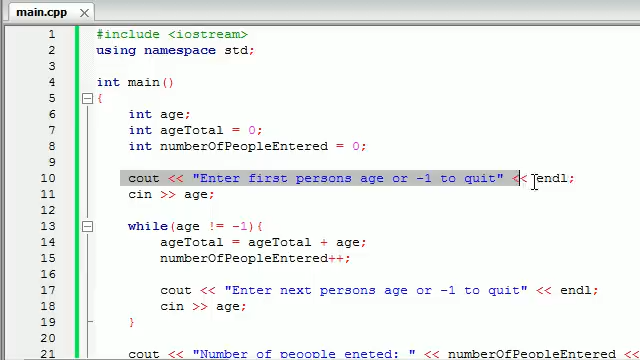 main.cpp
1 #include <iostream>
2 using namespace std;
3
4 int main()
5 {
6 int age;
7 int ageTotal = 0;
8 int numberOfPeopleEntered = 0;
9
10 cout << "Enter first persons age or -1 to quit" << endl;
11 cin >> age;
12
13 while(age != -1){
14 ageTotal = ageTotal + age;
15 numberOfPeopleEntered++;
16
17 cout << "Enter next persons age or -1 to quit" << endl;
18 cin >> age;
19 }
20
21 cout << "Number of peoople eneted: " << numberOfPeopleEntered <<